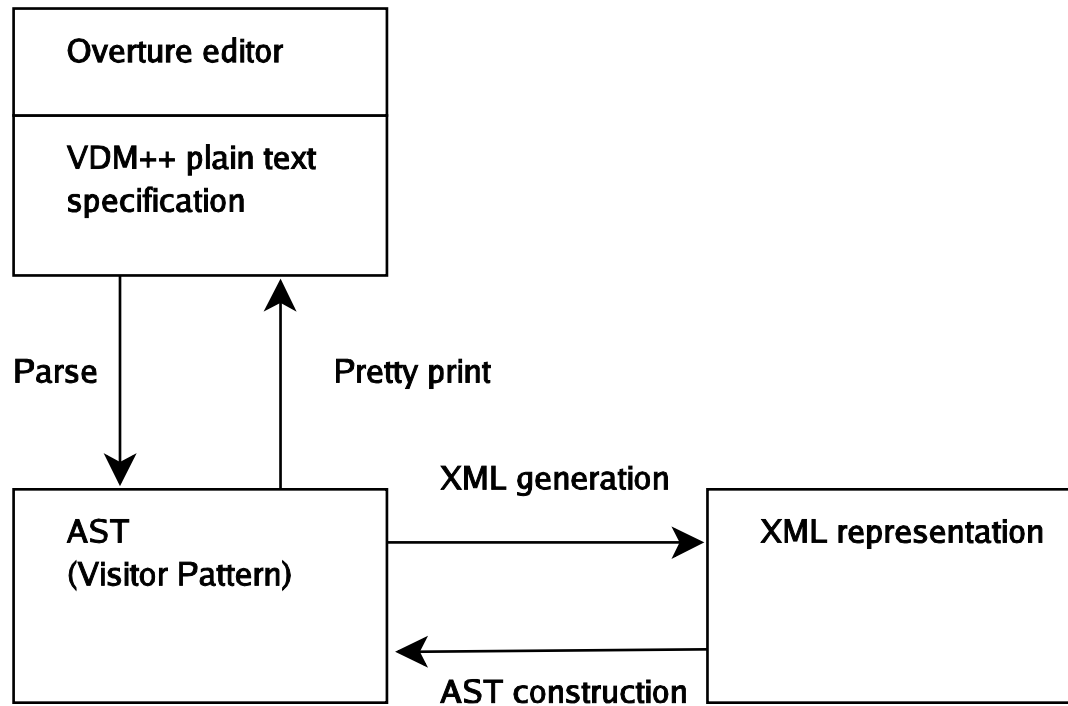 Overture editor
VDM++ plain text
specification
Parse
Pretty print
XML generation
AST
(Visitor Pattern)
XML representation
AST construction